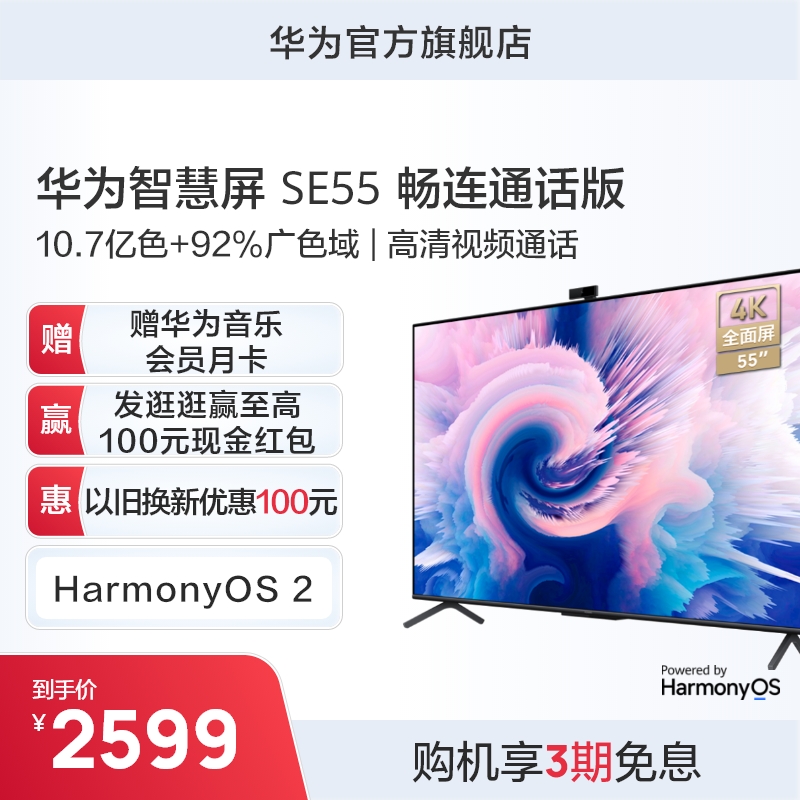 华为官方旗舰店
华为智慧屏 SE55 畅连通话版
10.7亿色+92%广色域 | 高清视频通话
赠
赠华为音乐
会员月卡
赢
发逛逛赢至高
100元现金红包
惠
以旧换新优惠100元
HarmonyOS 2
4K
全面屏
55”
Powered by
HarmonyOS
到手价
¥2599
购机享3期免息